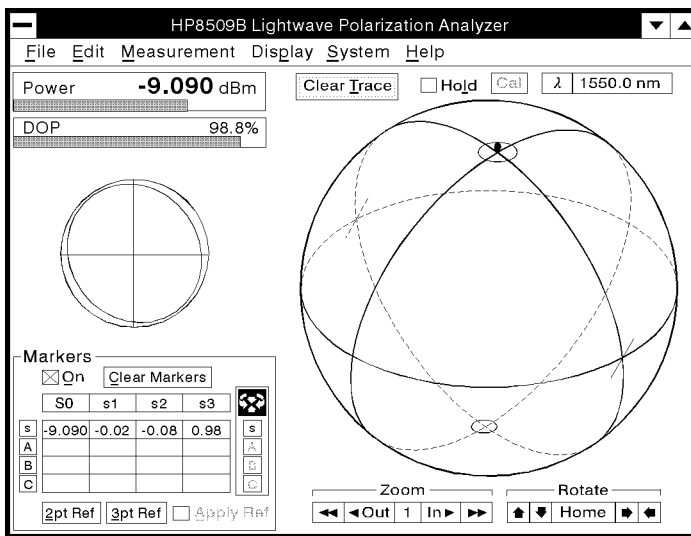 HP8509B Lightwave Polarization Analyzer
File Edit Measurement Display System Help
Power -9.090 dBm
Clear Trace Hold Cal λ 1550.0 nm
DOP 98.8%
Markers
On Clear Markers
S0 s1 s2 s3
s -9.090 -0.02 -0.08 0.98 s
A A
B B
C C
2pt Ref 3pt Ref Apply Ref
Zoom
Out 1 In
Rotate
Home